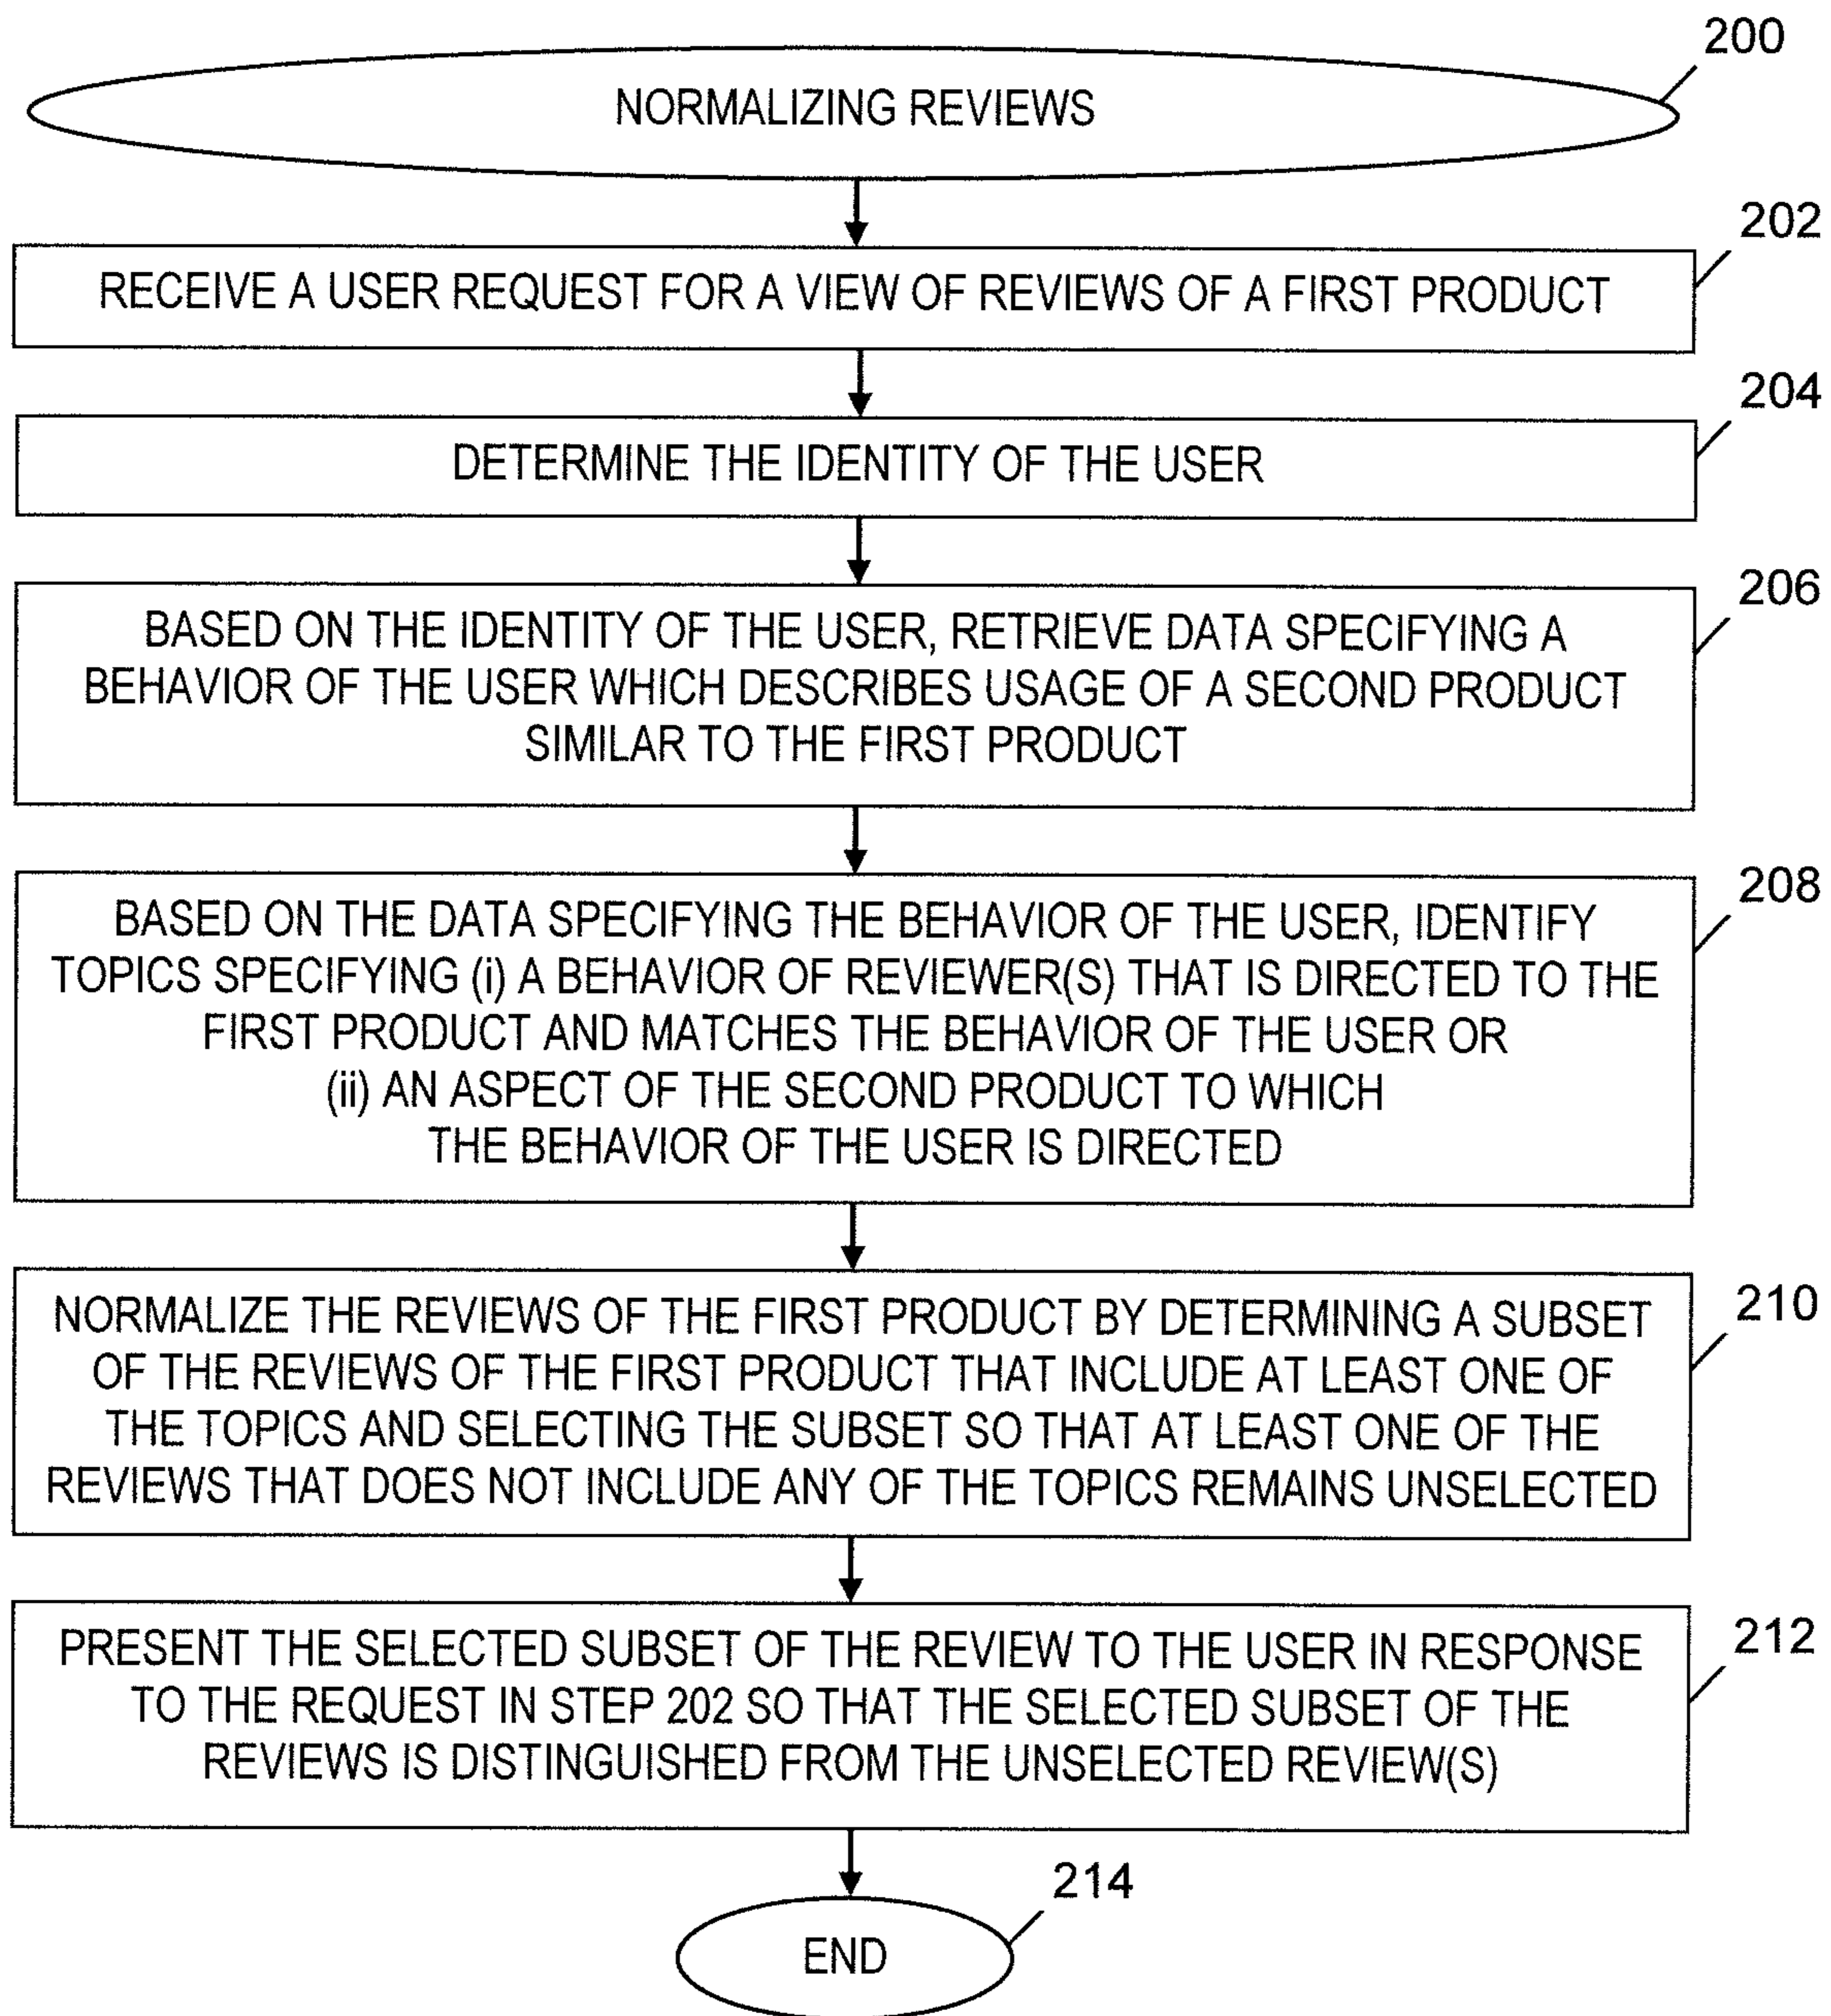 200
NORMALIZING REVIEWS
202
RECEIVE A USER REQUEST FOR A VIEW OF REVIEWS OF A FIRST PRODUCT
204
DETERMINE THE IDENTITY OF THE USER
206
BASED ON THE IDENTITY OF THE USER, RETRIEVE DATA SPECIFYING A
BEHAVIOR OF THE USER WHICH DESCRIBES USAGE OF A SECOND PRODUCT
SIMILAR TO THE FIRST PRODUCT
208
BASED ON THE DATA SPECIFYING THE BEHAVIOR OF THE USER, IDENTIFY
TOPICS SPECIFYING (i) A BEHAVIOR OF REVIEWER(S) THAT IS DIRECTED TO THE
FIRST PRODUCT AND MATCHES THE BEHAVIOR OF THE USER OR
(ii) AN ASPECT OF THE SECOND PRODUCT TO WHICH
THE BEHAVIOR OF THE USER IS DIRECTED
210
NORMALIZE THE REVIEWS OF THE FIRST PRODUCT BY DETERMINING A SUBSET
OF THE REVIEWS OF THE FIRST PRODUCT THAT INCLUDE AT LEAST ONE OF
THE TOPICS AND SELECTING THE SUBSET SO THAT AT LEAST ONE OF THE
REVIEWS THAT DOES NOT INCLUDE ANY OF THE TOPICS REMAINS UNSELECTED
212
PRESENT THE SELECTED SUBSET OF THE REVIEW TO THE USER IN RESPONSE
TO THE REQUEST IN STEP 202 SO THAT THE SELECTED SUBSET OF THE
REVIEWS IS DISTINGUISHED FROM THE UNSELECTED REVIEW(S)
214
END